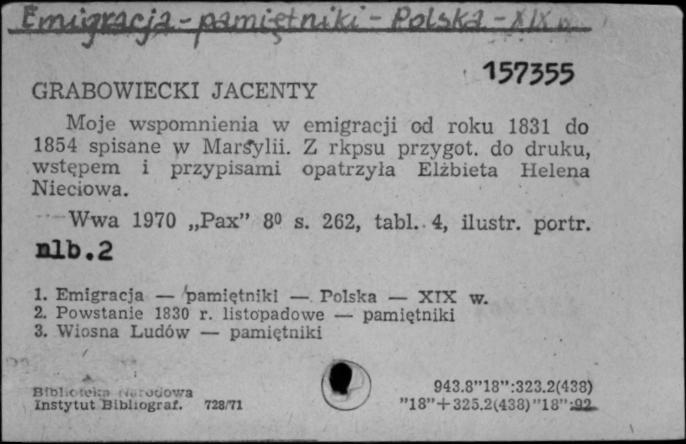 Emigracja - pamiętniki - Polska - XIX w.
157355
GRABOWIECKI JACENTY
Moje wspomnienia w emigracji od roku 1831 do
1854 spisane w Marsylii. Z rkpsu przygot. do druku,
wstępem i przypisami opatrzyła Elżbieta Helena
Nieciowa.
Wwa 1970 „Pax” 8⁰ s. 262, tabl. 4, ilustr. portr.
nlb.2
1. Emigracja — pamiętniki — Polska — XIX w.
2. Powstanie 1830 r. listopadowe — pamiętniki
3. Wiosna Ludów — pamiętniki
Biblioteka Narodowa
Instytut Bibliograf. 728/71
943.8”18”:323.2(438)
”18”+325.2(438)”18”:92